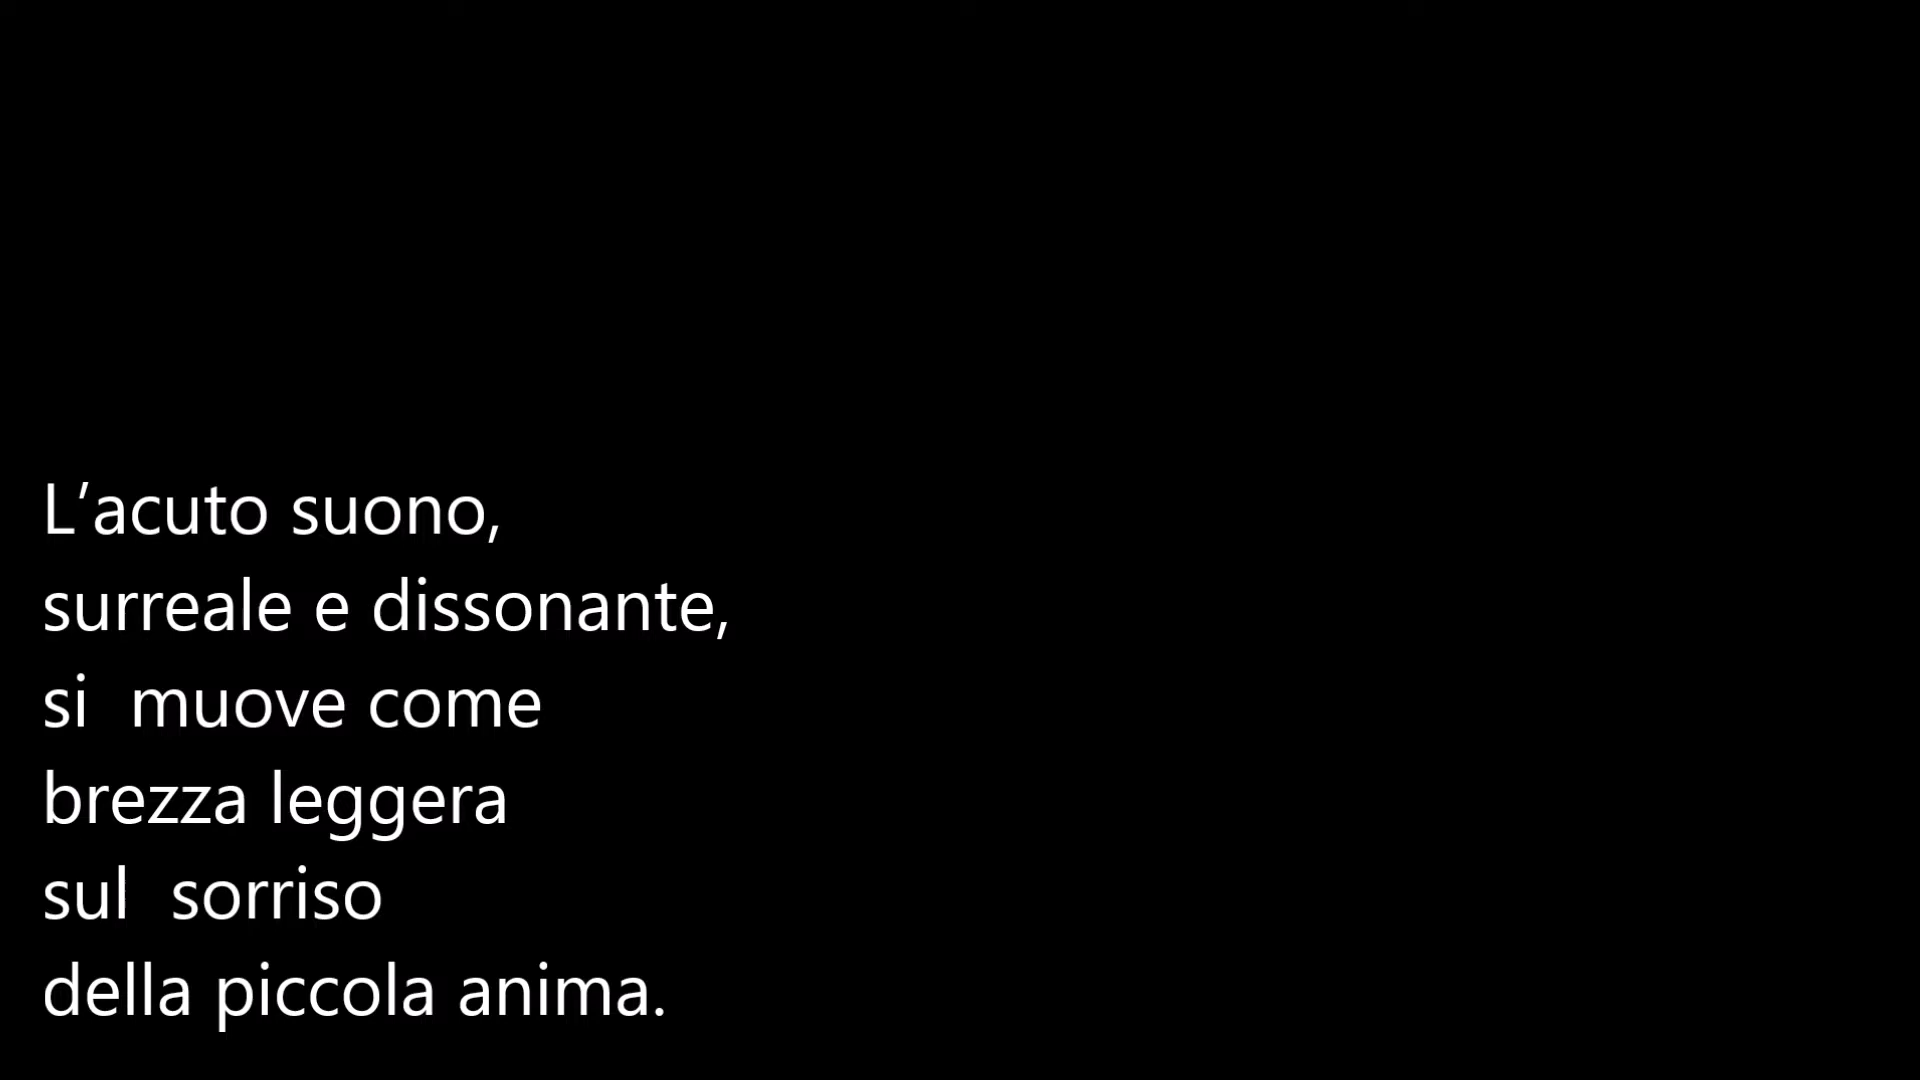 L’acuto suono,
surreale e dissonante,
si  muove come
brezza leggera
sul  sorriso
della piccola anima.